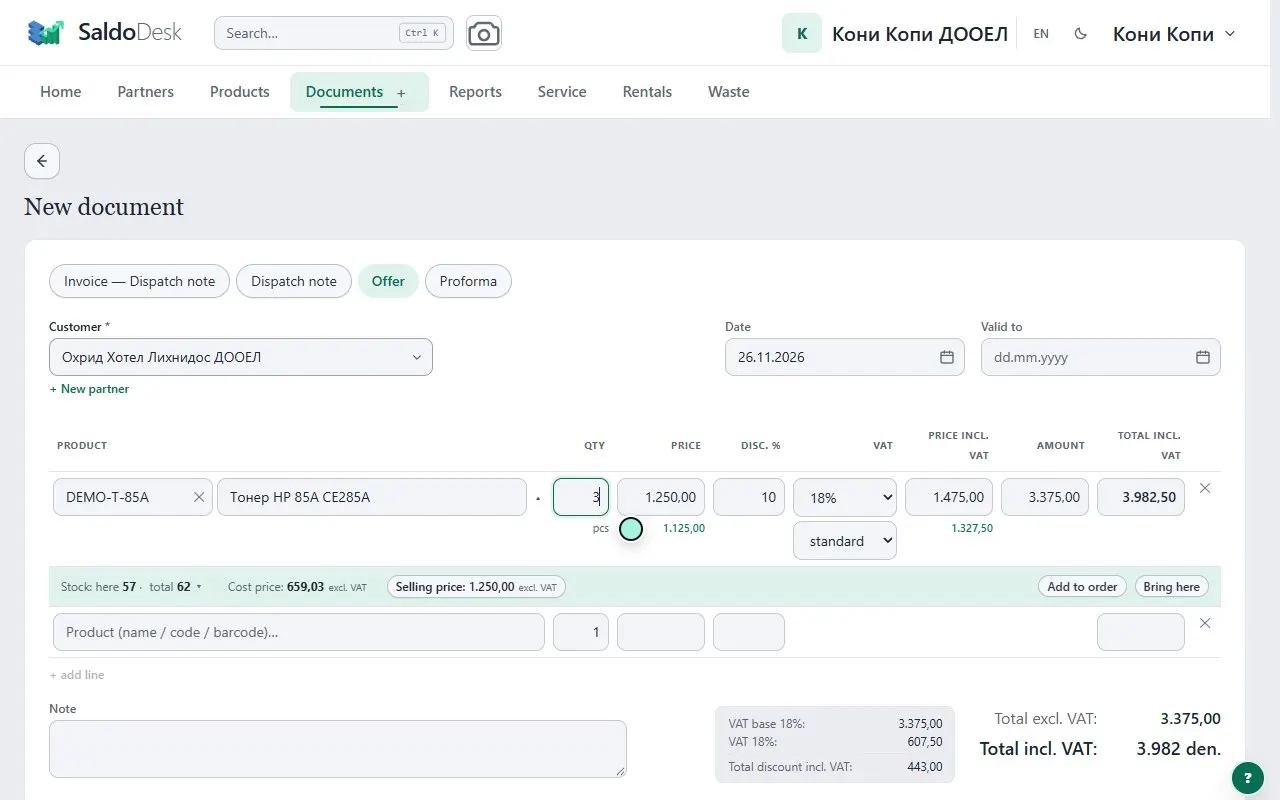 SaldoDesk
Search... Ctrl K
K Кони Копи ДООЕЛ EN Кони Копи
Home Partners Products Documents + Reports Service Rentals Waste
New document
Invoice — Dispatch note Dispatch note Offer Proforma
Customer * Date Valid to
Охрид Хотел Лихнидос ДООЕЛ 26.11.2026 dd.mm.yyyy
+ New partner
PRODUCT QTY PRICE DISC. % VAT PRICE INCL. VAT AMOUNT TOTAL INCL. VAT
DEMO-T-85A Тонер HP 85A CE285A 3 1.250,00 10 18% 1.475,00 3.375,00 3.982,50
pcs 1.125,00 standard 1.327,50
Stock: here 57 · total 62 Cost price: 659,03 excl. VAT Selling price: 1.250,00 excl. VAT Add to order Bring here
Product (name / code / barcode)... 1
+ add line
Note
VAT base 18%: 3.375,00
VAT 18%: 607,50
Total discount incl. VAT: 443,00
Total excl. VAT: 3.375,00
Total incl. VAT: 3.982 den.
?